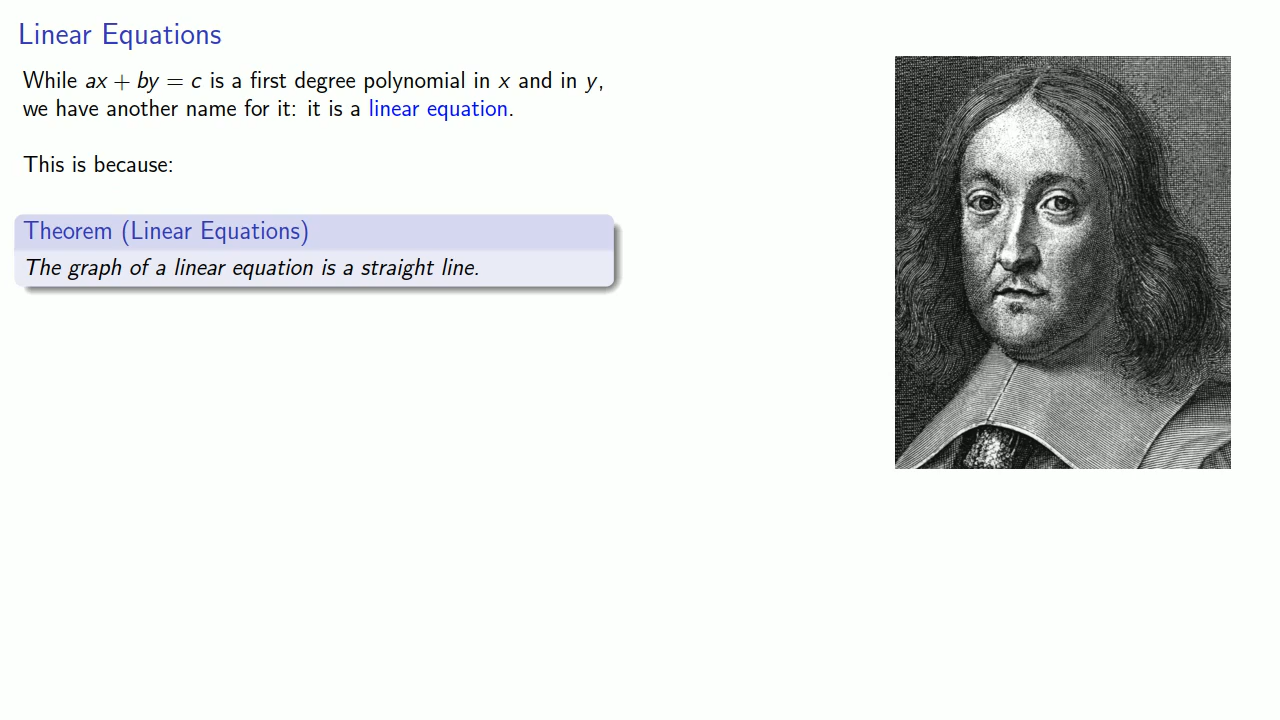 Linear Equations
While ax + by = c is a first degree polynomial in x and in y,
we have another name for it: it is a linear equation.
This is because:
Theorem (Linear Equations)
The graph of a linear equation is a straight line.